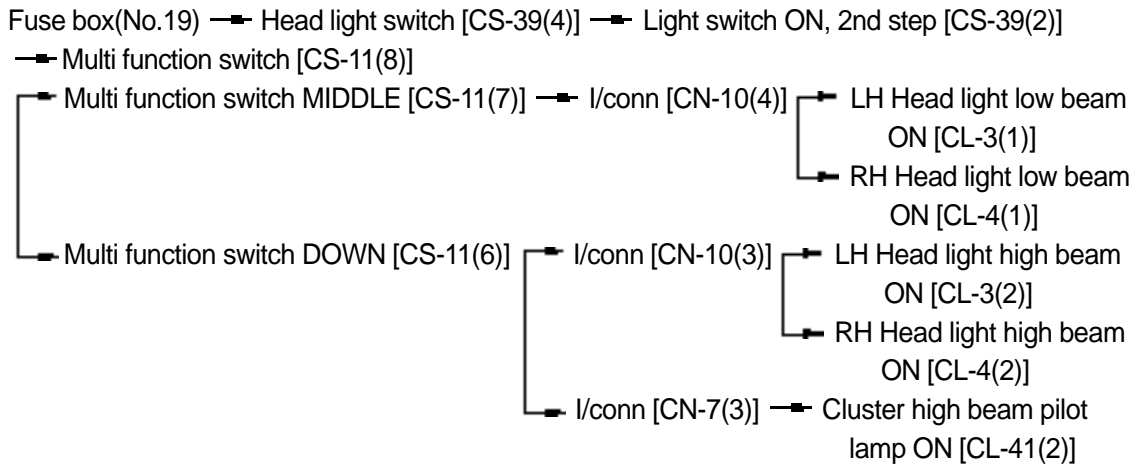 Fuse box(No.19) Head light switch [CS-39(4)] Light switch ON, 2nd step [CS-39(2)]
Multi function switch [CS-11(8)]
Multi function switch MIDDLE [CS-11(7)] I/conn [CN-10(4)] LH Head light low beam
ON [CL-3(1)]
RH Head light low beam
ON [CL-4(1)]
Multi function switch DOWN [CS-11(6)] I/conn [CN-10(3)] LH Head light high beam
ON [CL-3(2)]
RH Head light high beam
ON [CL-4(2)]
I/conn [CN-7(3)] Cluster high beam pilot
lamp ON [CL-41(2)]